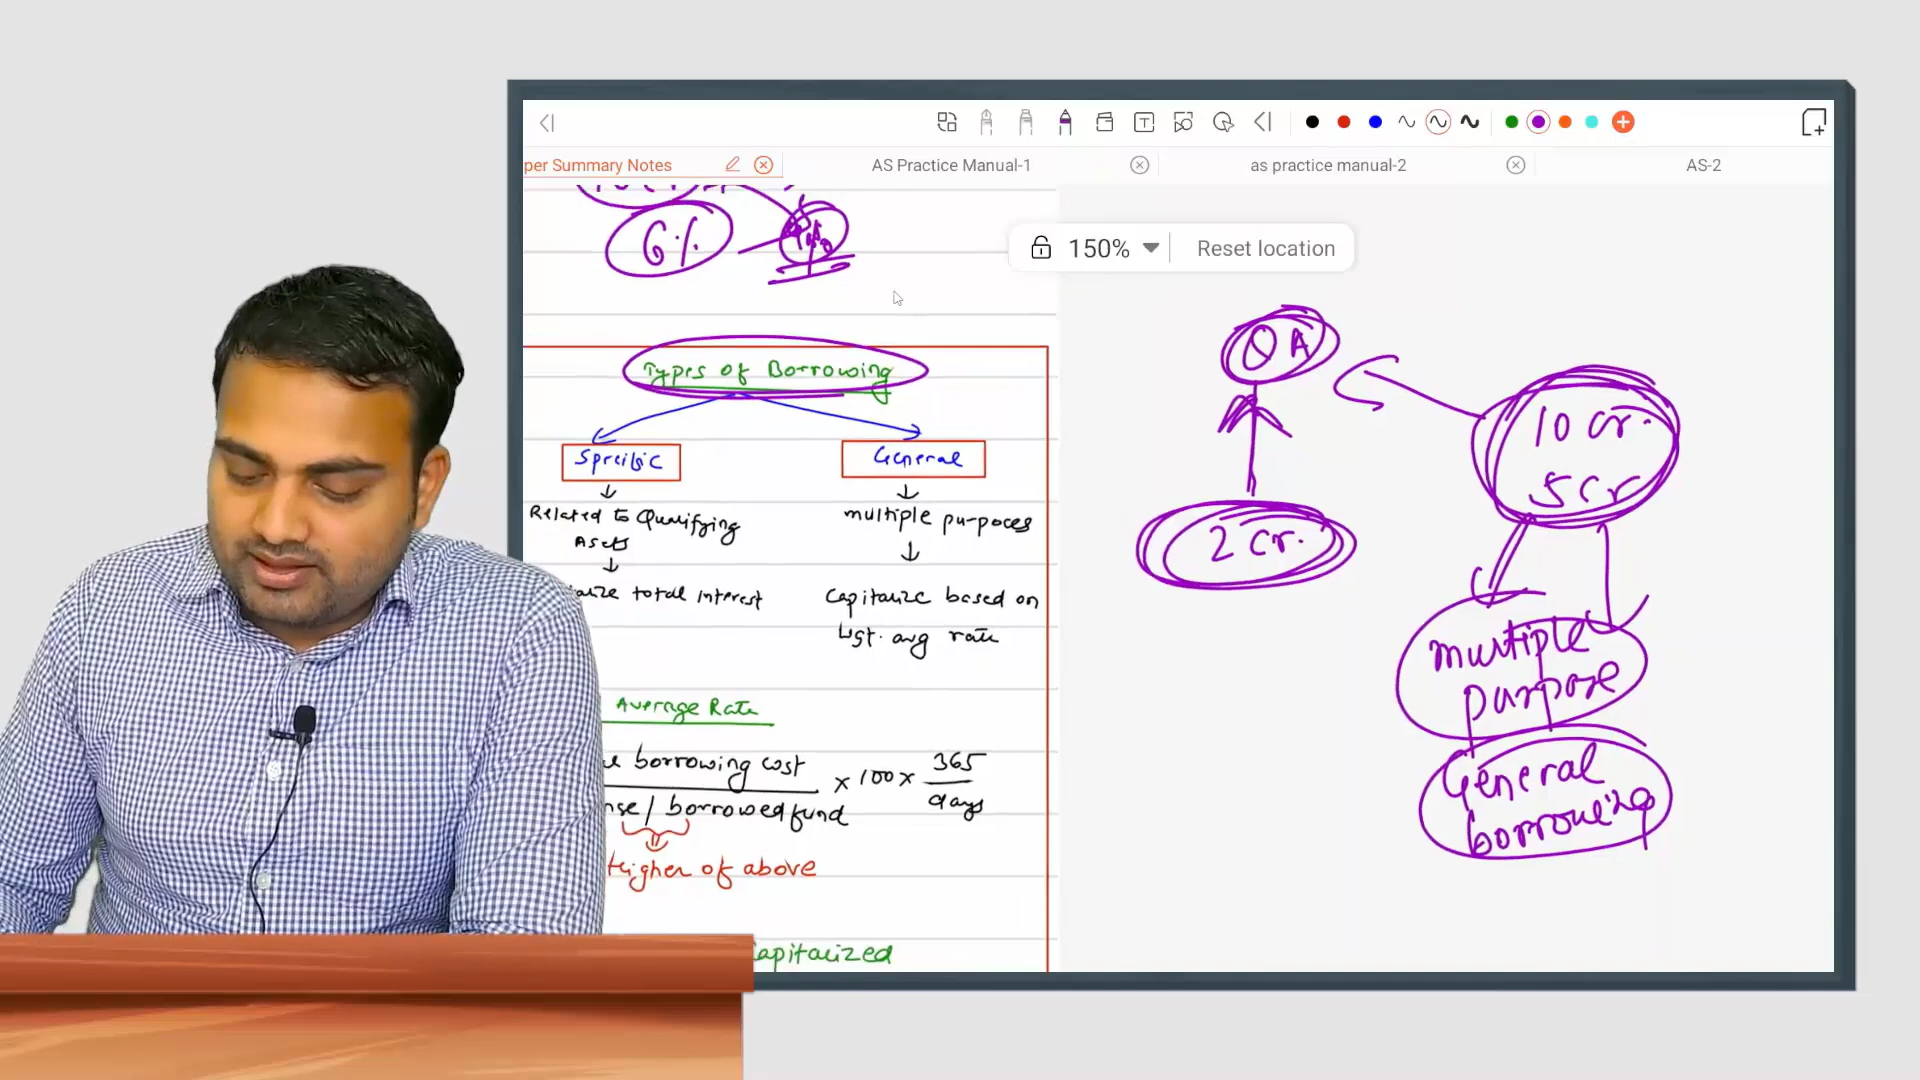 per Summary Notes
AS Practice Manual-1
as practice manual-2
AS-2
150%
Reset location
6%
Types of Borrowing
Specific
General
Related to Qualifying
Assets
total interest
multiple purposes
Capitalize based on
wgt. avg rate
Average Rate
borrowing cost
borrowed fund
x 100 x 365
days
Higher of above
apitalized
QA
2 cr.
10 cr.
5 cr
multiple
purpose
General
borrowing